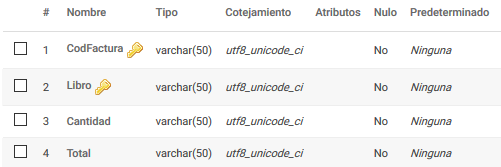 # Nombre Tipo Cotejamiento Atributos Nulo Predeterminado
1 CodFactura varchar(50) utf8_unicode_ci No Ninguna
2 Libro varchar(50) utf8_unicode_ci No Ninguna
3 Cantidad varchar(50) utf8_unicode_ci No Ninguna
4 Total varchar(50) utf8_unicode_ci No Ninguna